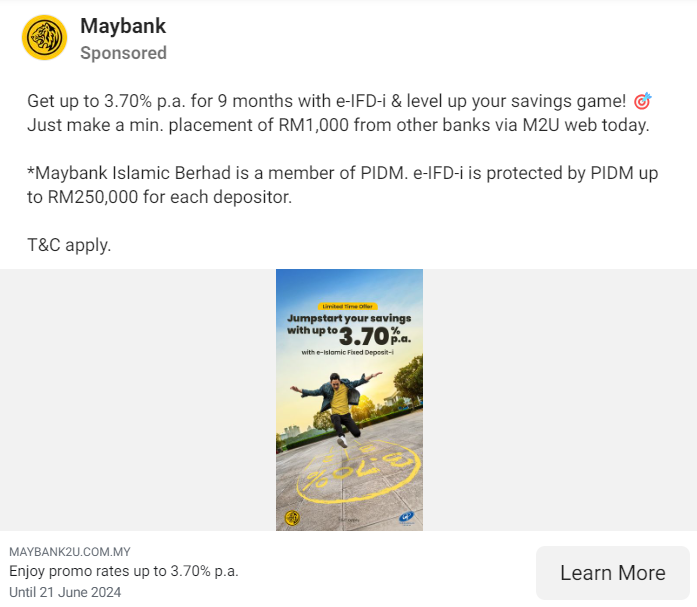 Maybank
Sponsored
Get up to 3.70% p.a. for 9 months with e-IFD-i & level up your savings game! 🎯
Just make a min. placement of RM1,000 from other banks via M2U web today.
*Maybank Islamic Berhad is a member of PIDM. e-IFD-i is protected by PIDM up
to RM250,000 for each depositor.
T&C apply.
Limited Time Offer
Jumpstart your savings
with up to 3.70% p.a.
with e-Islamic Fixed Deposit-i
MAYBANK2U.COM.MY
Enjoy promo rates up to 3.70% p.a.
Until 21 June 2024
Learn More